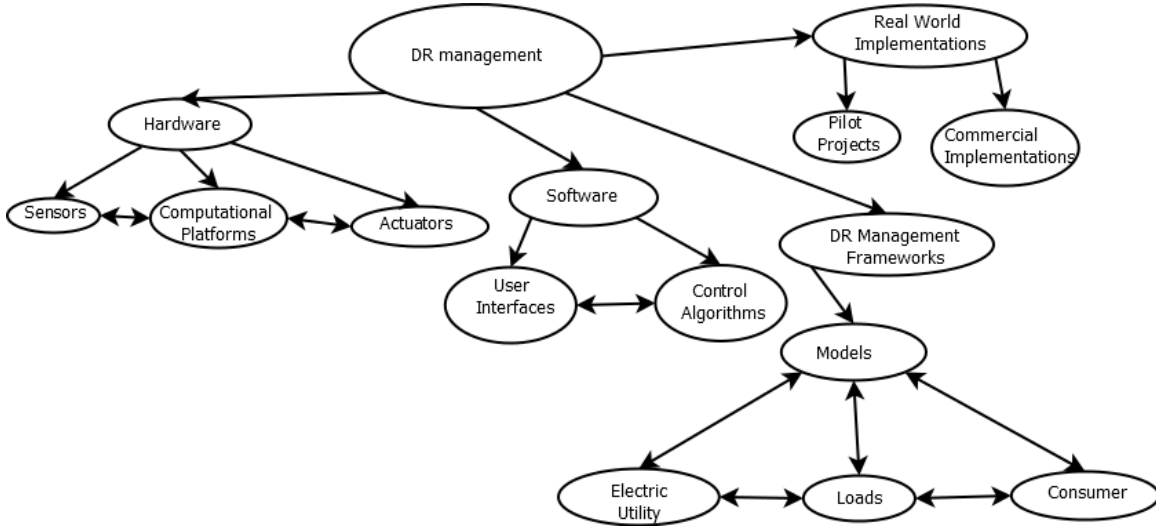 DR management
Real World
Implementations
Hardware
Pilot
Projects
Commercial
Implementations
Sensors
Computational
Platforms
Actuators
Software
DR Management
Frameworks
User
Interfaces
Control
Algorithms
Models
Electric
Utility
Loads
Consumer